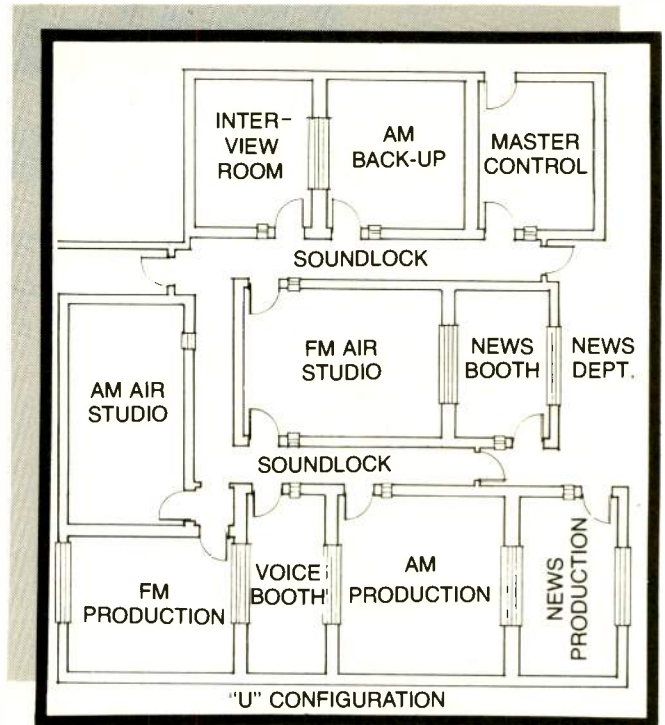 INTER-
VIEW
ROOM
AM
BACK-UP
MASTER
CONTROL
SOUNDLOCK
AM AIR
STUDIO
FM AIR
STUDIO
NEWS
BOOTH
NEWS
DEPT.
SOUNDLOCK
FM
PRODUCTION
VOICE
BOOTH
AM
PRODUCTION
NEWS
PRODUCTION
"U" CONFIGURATION